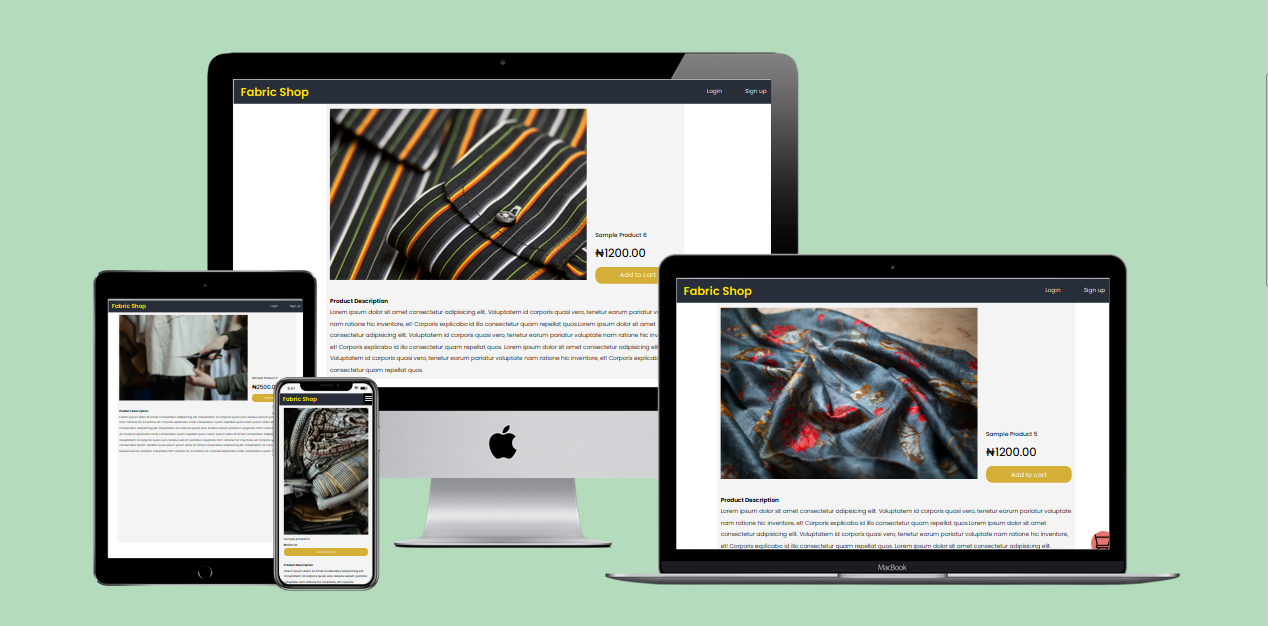 Fabric Shop
Login
Sign up
Sample Product 6
₦1200.00
Add to cart
Product Description
Lorem ipsum dolor sit amet consectetur adipisicing elit. Voluptatem id corporis quasi vero, tenetur earum pariatur v
nam ratione hic inventore, et! Corporis explicabo id illo consectetur quam repellat quos.Lorem ipsum dolor sit amet
consectetur adipisicing elit. Voluptatem id corporis quasi vero, tenetur earum pariatur voluptate nam ratione hic inv
et! Corporis explicabo id illo consectetur quam repellat quos. Lorem ipsum dolor sit amet consectetur adipisicing elit.
Voluptatem id corporis quasi vero, tenetur earum pariatur voluptate nam ratione hic inventore, et! Corporis explicab
consectetur quam repellat quos.
Fabric Shop
Login
Sign up
₦2500.0
Product Description
Fabric Shop
Product Description
Fabric Shop
Login
Sign up
Sample Product 5
₦1200.00
Add to cart
Product Description
Lorem ipsum dolor sit amet consectetur adipisicing elit. Voluptatem id corporis quasi vero, tenetur earum pariatur voluptate
nam ratione hic inventore, et! Corporis explicabo id illo consectetur quam repellat quos.Lorem ipsum dolor sit amet
consectetur adipisicing elit. Voluptatem id corporis quasi vero, tenetur earum pariatur voluptate nam ratione hic inventore,
et! Corporis explicabo id illo consectetur quam repellat quos. Lorem ipsum dolor sit amet consectetur adipisicing elit.
MacBook